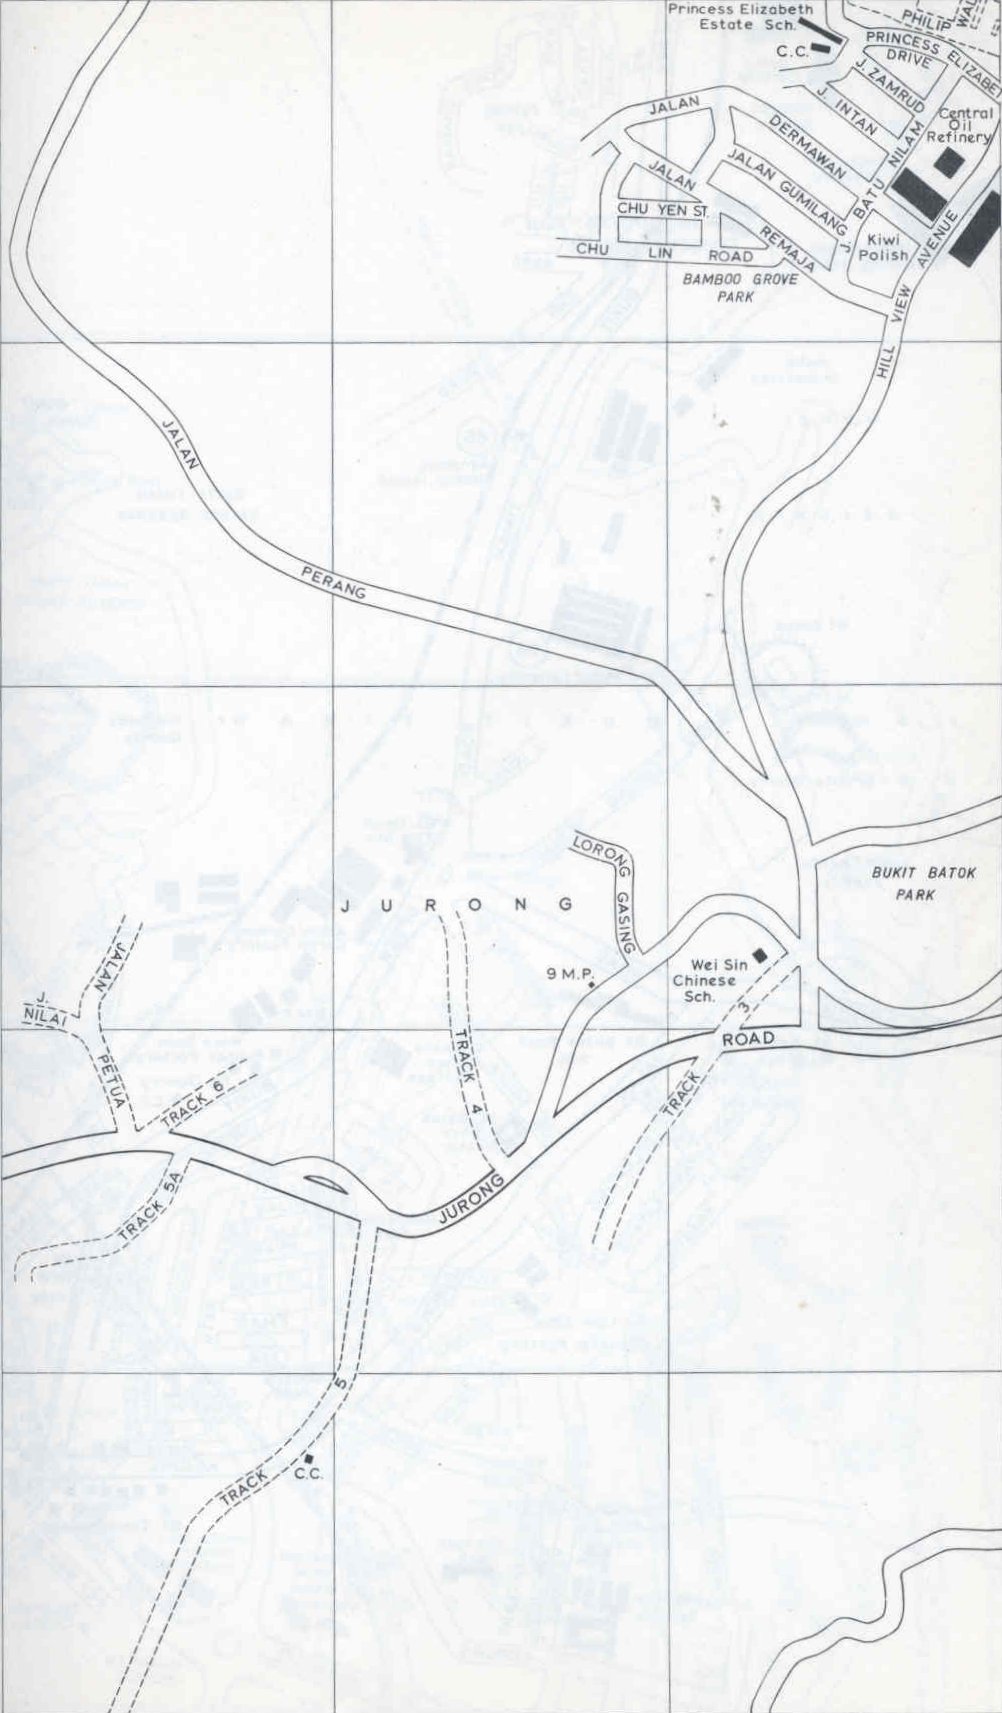 Princess Elizabeth
Estate Sch.
C.C.
PHILIP
WAL
PL.
PRINCESS ELIZABE
DRIVE
J. ZAMRUD
J. INTAN
Central
Oil
Refinery
JALAN
DERMAWAN
J. BATU NILAM
JALAN GUMILANG
JALAN
REMAJA
CHU YEN ST.
CHU LIN ROAD
Kiwi
Polish
HILL VIEW AVENUE
BAMBOO GROVE
PARK
JALAN
PERANG
LORONG GASING
BUKIT BATOK
PARK
JURONG
Wei Sin
Chinese
Sch.
9 M.P.
JALAN
PETUA
J.
NILAI
TRACK 4
TRACK 3
ROAD
TRACK 6
TRACK 5A
JURONG
TRACK 5
C.C.